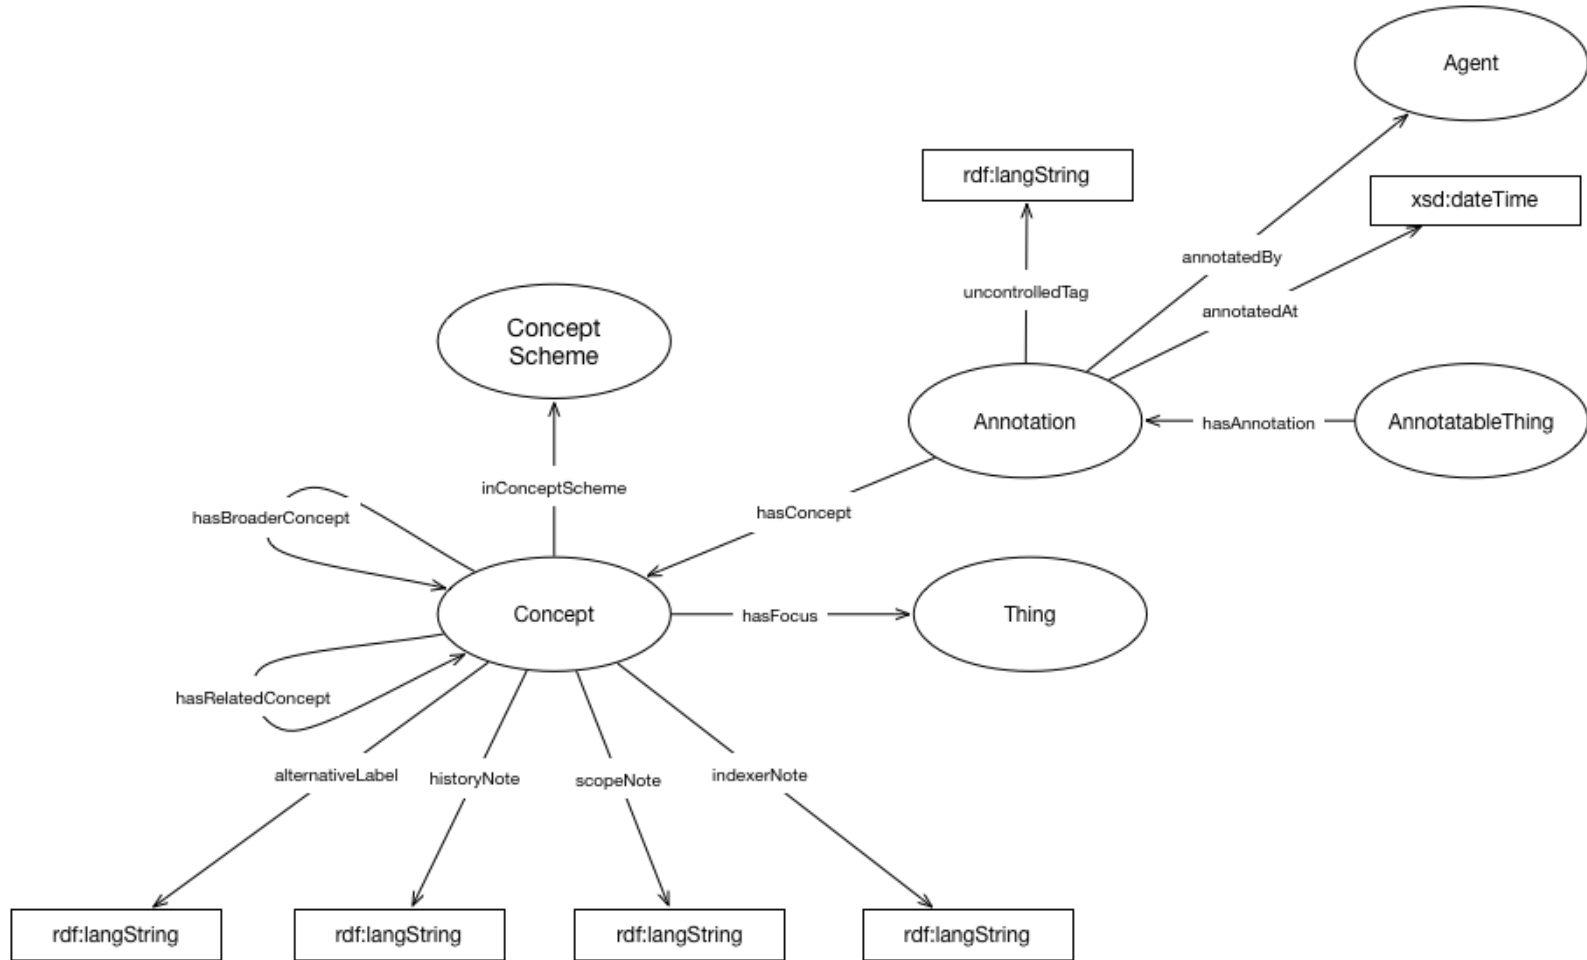 Agent
rdf:langString
xsd:dateTime
annotatedBy
uncontrolledTag
annotatedAt
Concept
Scheme
Annotation
hasAnnotation
AnnotatableThing
inConceptScheme
hasBroaderConcept
hasConcept
Concept
hasFocus
Thing
hasRelatedConcept
alternativeLabel
historyNote
scopeNote
indexerNote
rdf:langString
rdf:langString
rdf:langString
rdf:langString